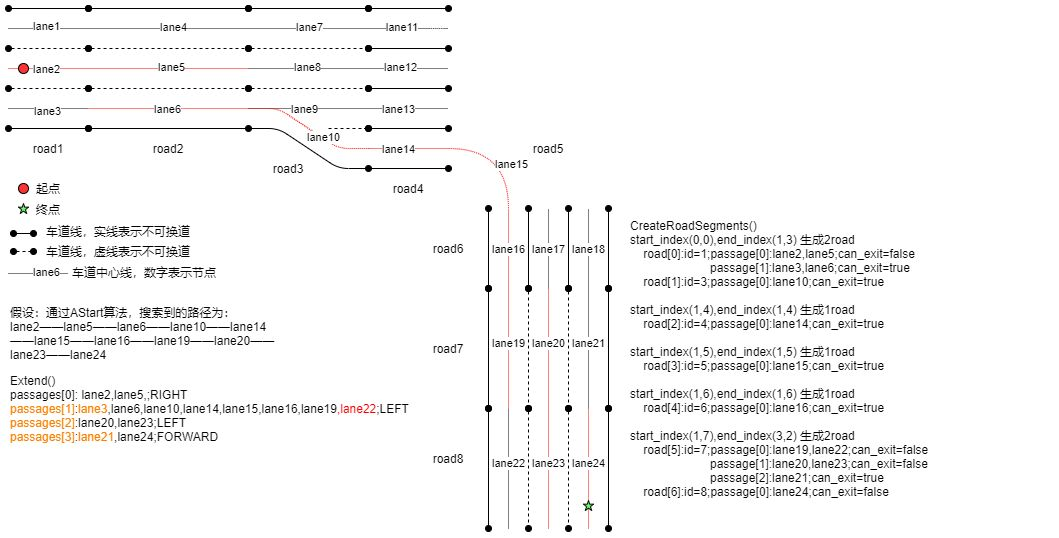 lane1 lane4 lane7 lane11
lane2 lane5 lane8 lane12
lane3 lane6 lane9 lane13
lane10
lane14
lane15
road1 road2 road3 road4 road5
起点
终点
车道线，实线表示不可换道
车道线，虚线表示不可换道
lane6 车道中心线，数字表示节点
假设：通过AStart算法，搜索到的路径为：
lane2——lane5——lane6——lane10——lane14
——lane15——lane16——lane19——lane20——
lane23——lane24
Extend()
passages[0]: lane2,lane5,;RIGHT
passages[1]:lane3,lane6,lane10,lane14,lane15,lane16,lane19,lane22;LEFT
passages[2]:lane20,lane23;LEFT
passages[3]:lane21,lane24;FORWARD
road6 lane16 lane17 lane18
road7 lane19 lane20 lane21
road8 lane22 lane23 lane24
CreateRoadSegments()
start_index(0,0),end_index(1,3) 生成2road
road[0]:id=1;passage[0]:lane2,lane5;can_exit=false
passage[1]:lane3,lane6;can_exit=true
road[1]:id=3;passage[0]:lane10;can_exit=true
start_index(1,4),end_index(1,4) 生成1road
road[2]:id=4;passage[0]:lane14;can_exit=true
start_index(1,5),end_index(1,5) 生成1road
road[3]:id=5;passage[0]:lane15;can_exit=true
start_index(1,6),end_index(1,6) 生成1road
road[4]:id=6;passage[0]:lane16;can_exit=true
start_index(1,7),end_index(3,2) 生成2road
road[5]:id=7;passage[0]:lane19,lane22;can_exit=false
passage[1]:lane20,lane23;can_exit=false
passage[2]:lane21;can_exit=true
road[6]:id=8;passage[0]:lane24;can_exit=false